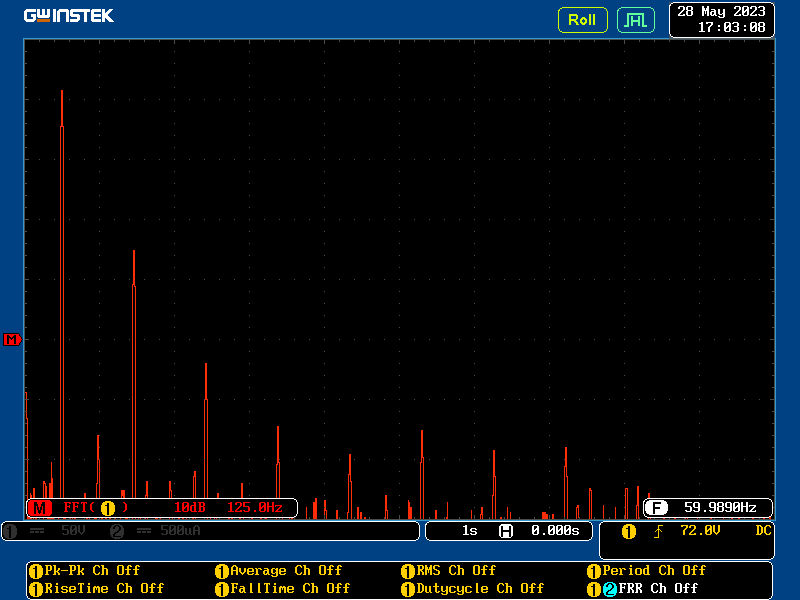 GWINSTEK
Roll
28 May 2023
17:03:08
M
M FFT( 1 ) 10dB 125.0Hz
F 59.9890Hz
1 50V 2 500uA
1s H 0.000s
1 72.0V DC
1 Pk-Pk Ch Off 1 Average Ch Off 1 RMS Ch Off 1 Period Ch Off
1 RiseTime Ch Off 1 FallTime Ch Off 1 Dutycycle Ch Off 1 2 FRR Ch Off